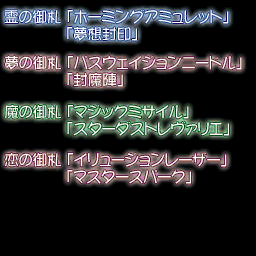 霊の御札「ホーミングアミュレット」
「夢想封印」
夢の御札「パスウェイジョンニードル」
「封魔陣」
魔の御札「マジックミサイル」
「スターダストレヴァリエ」
恋の御札「イリュージョンレーザー」
「マスタースパーク」